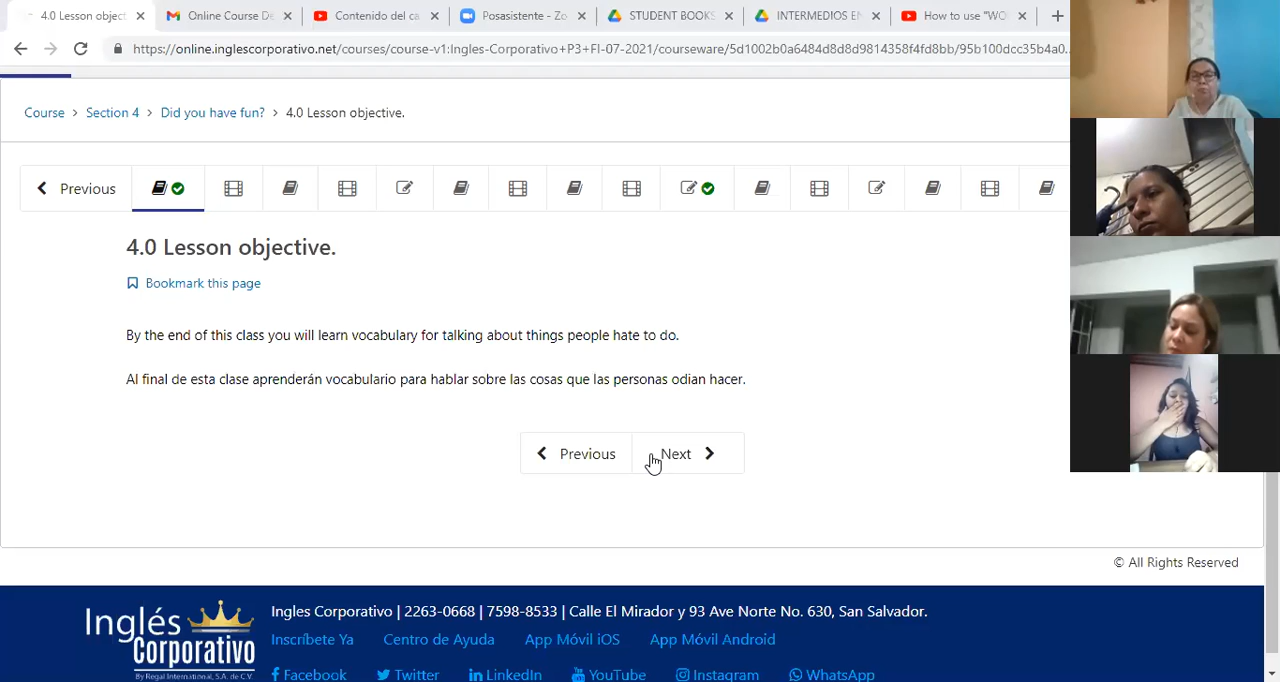 4.0 Lesson object
Online Course De
Contenido del ca
Posasistente - Zo
STUDENT BOOKS
INTERMEDIOS EN
How to use "WO
https://online.inglescorporativo.net/courses/course-v1:Ingles-Corporativo+P3+FI-07-2021/courseware/5d1002b0a6484d8d8d9814358f4fd8bb/95b100dcc35b4a0...
Course > Section 4 > Did you have fun? > 4.0 Lesson objective.
Previous
4.0 Lesson objective.
Bookmark this page
By the end of this class you will learn vocabulary for talking about things people hate to do.
Al final de esta clase aprenderán vocabulario para hablar sobre las cosas que las personas odian hacer.
Previous Next
© All Rights Reserved
Inglés Corporativo
By Regal International, S.A. de C.V.
Ingles Corporativo | 2263-0668 | 7598-8533 | Calle El Mirador y 93 Ave Norte No. 630, San Salvador.
Inscríbete Ya Centro de Ayuda App Móvil iOS App Móvil Android
Facebook Twitter LinkedIN YouTube Instagram WhatsApp